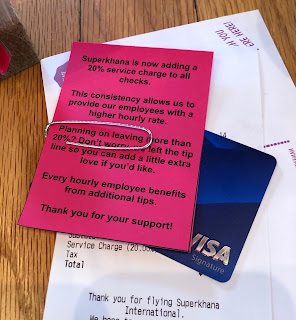 Superkhana is now adding a
20% service charge to all
checks.
This consistency allows us to
provide our employees with a
higher hourly rate.
Planning on leaving more than
20%? Don't worry we left the tip
line so you can add a little extra
love if you'd like.
Every hourly employee benefits
from additional tips.
Thank you for your support!
VISA
Signature
Service Charge (20.00
Tax
Total
Thank you for flying Superkhana
International.